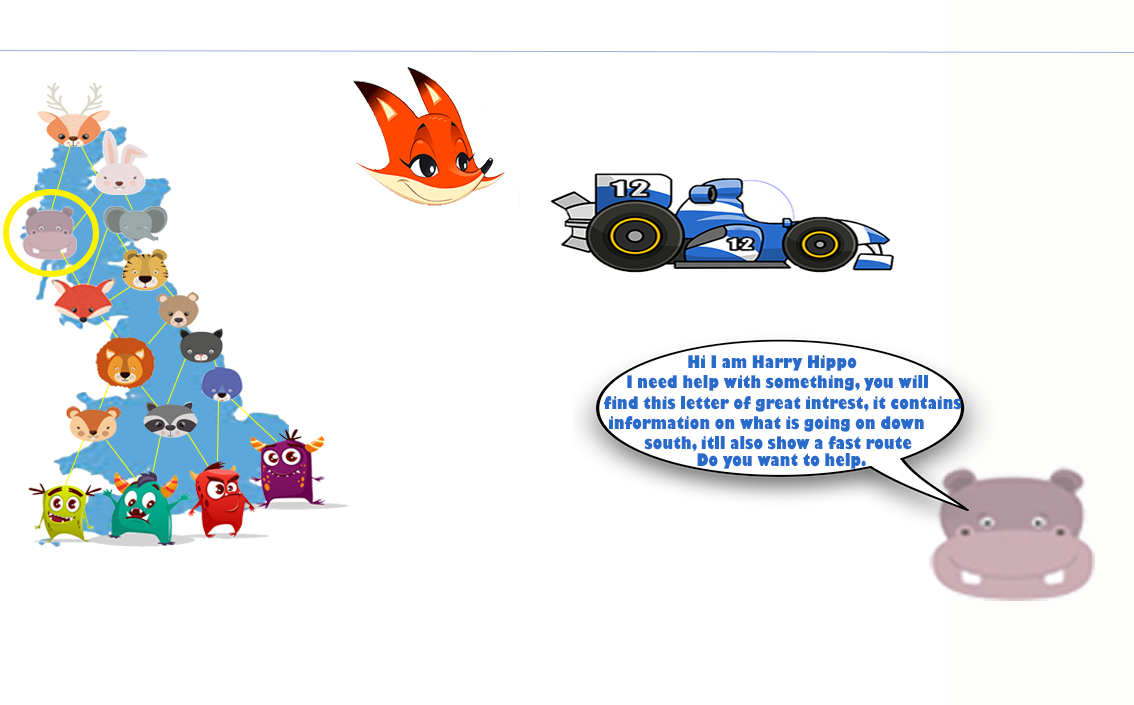 12
12
Hi I am Harry Hippo
I need help with something, you will
find this letter of great intrest, it contains
information on what is going on down
south, itll also show a fast route
Do you want to help.